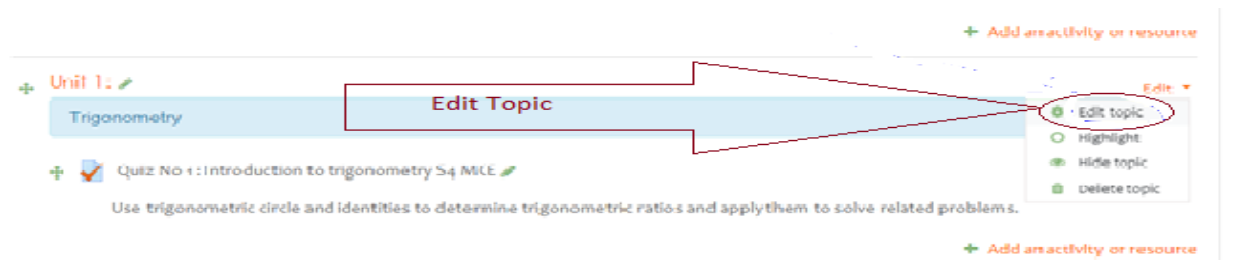 Add an activity or resource
Unit 1:
Edit
Edit Topic
Trigonometry
Edit topic
Highlight
Hide topic
Delete topic
Quiz No 1: Introduction to trigonometry S4 MCE
Use trigonometric circle and identities to determine trigonometric ratios and apply them to solve related problems.
Add an activity or resource